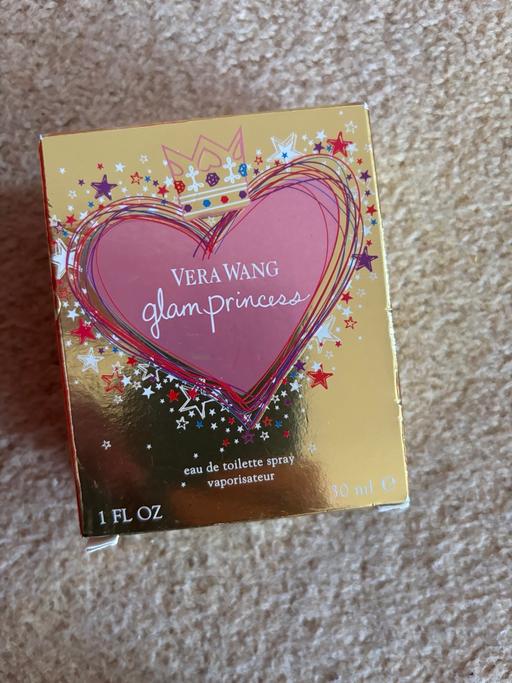 VERA WANG
glam princess
eau de toilette spray
vaporisateur
1 FL OZ
30 ml ℮